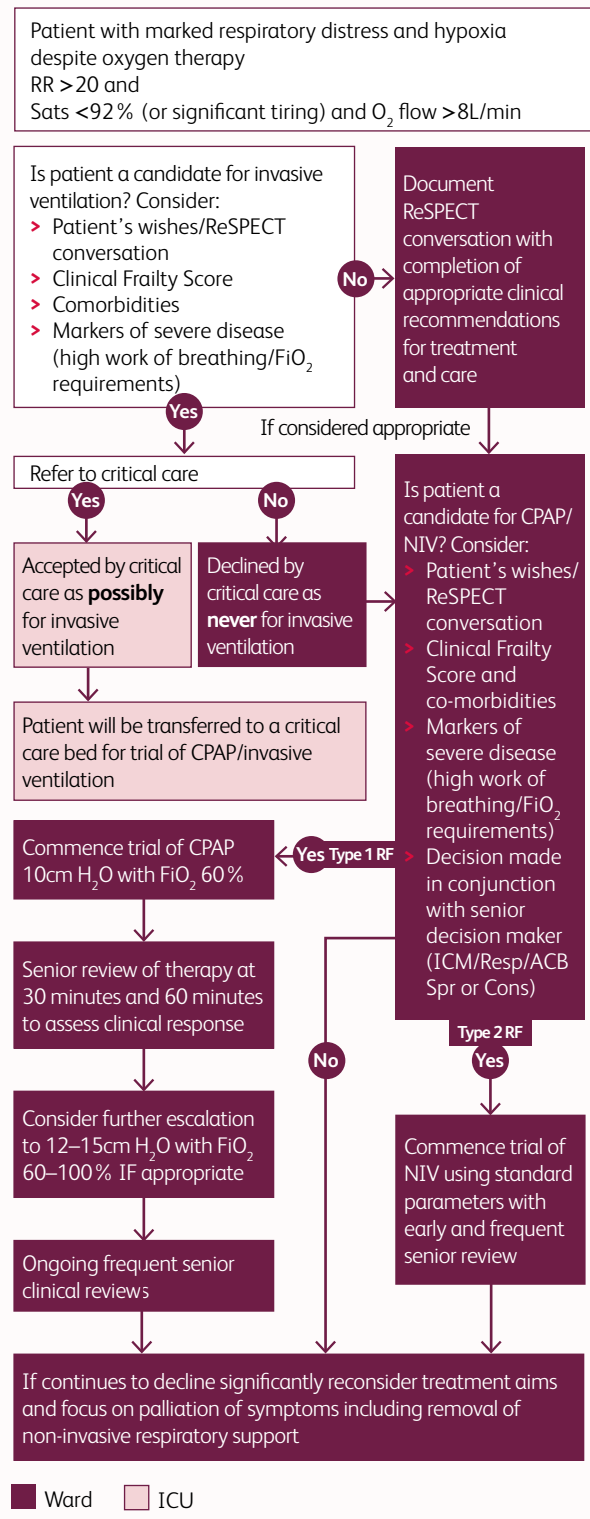 Patient with marked respiratory distress and hypoxia
despite oxygen therapy
RR >20 and
Sats <92% (or significant tiring) and O₂ flow >8L/min
Is patient a candidate for invasive
ventilation? Consider:
> Patient's wishes/ReSPECT
conversation
> Clinical Frailty Score
> Comorbidities
> Markers of severe disease
(high work of breathing/FiO₂
requirements)
No
Document
ReSPECT
conversation with
completion of
appropriate clinical
recommendations
for treatment
and care
Yes
If considered appropriate
Refer to critical care
Yes
No
Accepted by critical
care as possibly
for invasive
ventilation
Declined by
critical care as
never for invasive
ventilation
Patient will be transferred to a critical
care bed for trial of CPAP/invasive
ventilation
Is patient a
candidate for CPAP/
NIV? Consider:
> Patient's wishes/
ReSPECT
conversation
> Clinical Frailty
Score and
co-morbidities
> Markers of
severe disease
(high work of
breathing/FiO₂
requirements)
> Decision made
in conjunction
with senior
decision maker
(ICM/Resp/ACB
Spr or Cons)
Yes Type 1 RF
Commence trial of CPAP
10cm H₂O with FiO₂ 60%
Senior review of therapy at
30 minutes and 60 minutes
to assess clinical response
Consider further escalation
to 12–15cm H₂O with FiO₂
60–100% IF appropriate
Ongoing frequent senior
clinical reviews
No
Type 2 RF
Yes
Commence trial of
NIV using standard
parameters with
early and frequent
senior review
If continues to decline significantly reconsider treatment aims
and focus on palliation of symptoms including removal of
non-invasive respiratory support
Ward
ICU